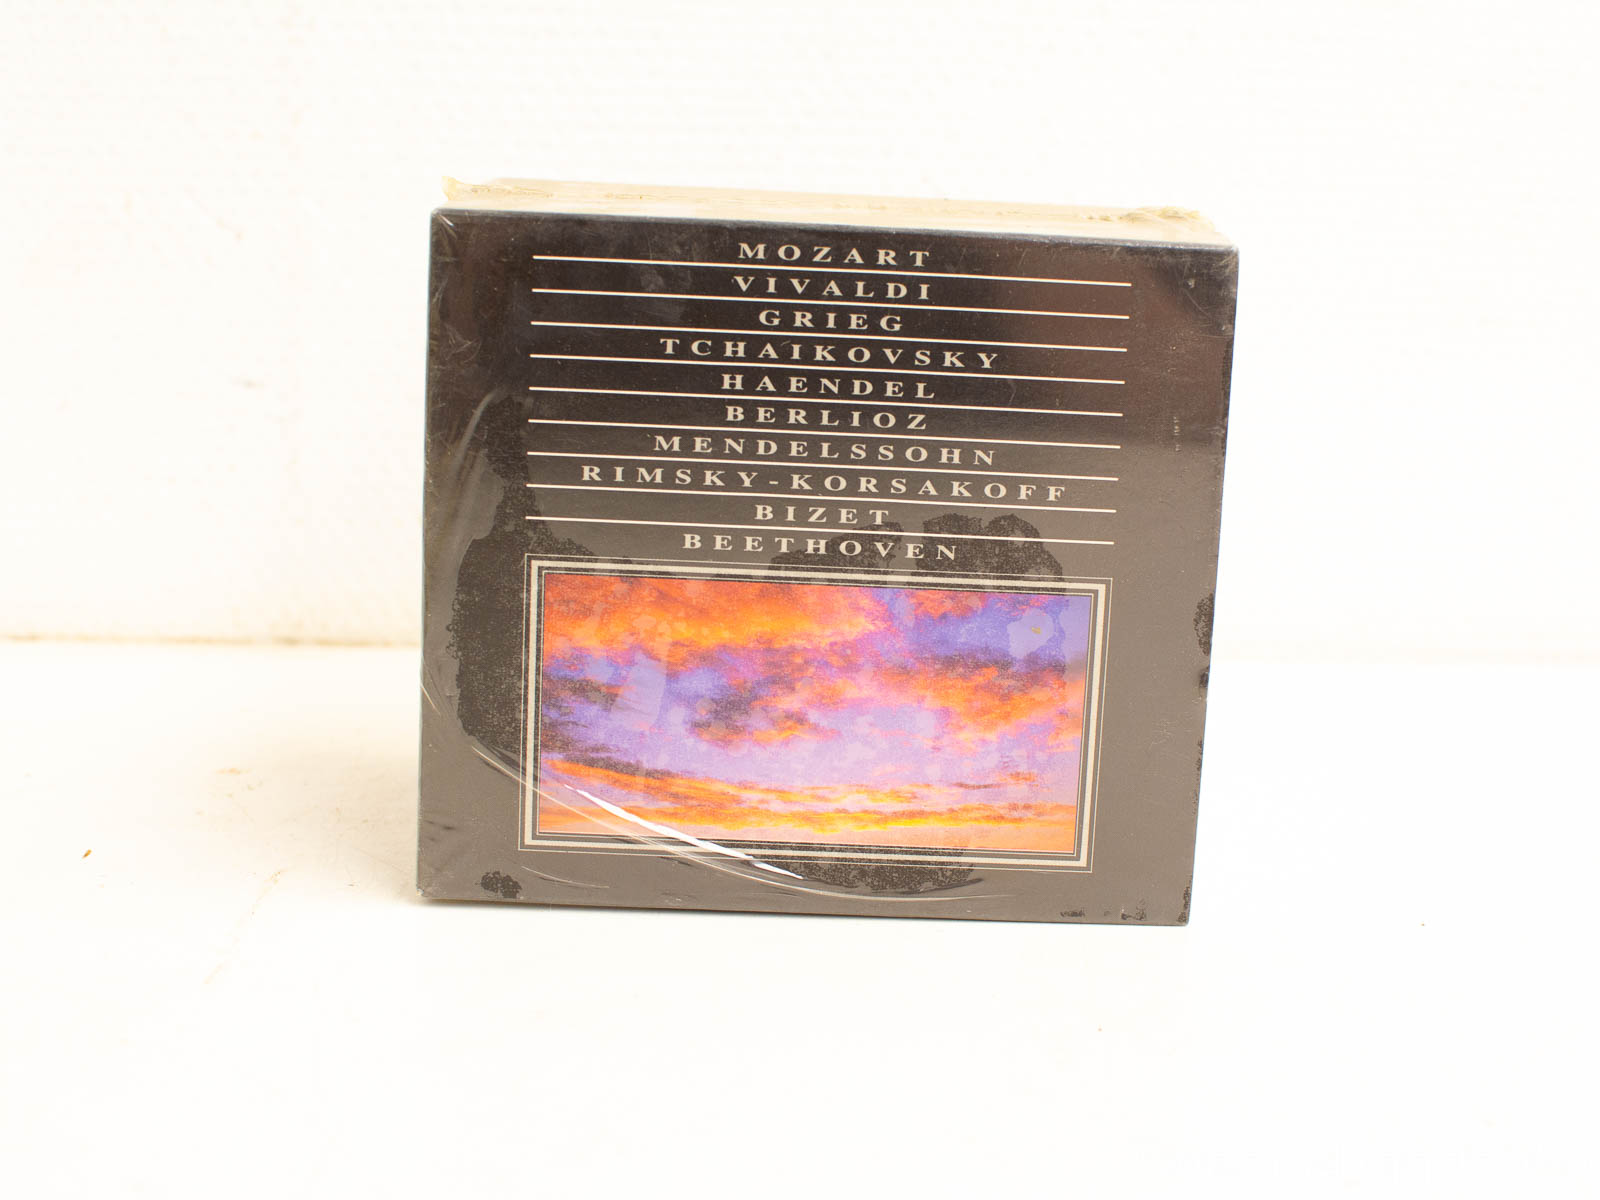 MOZART
VIVALDI
GRIEG
TCHAIKOVSKY
HAENDEL
BERLIOZ
MENDELSSOHN
RIMSKY-KORSAKOFF
BIZET
BEETHOVEN